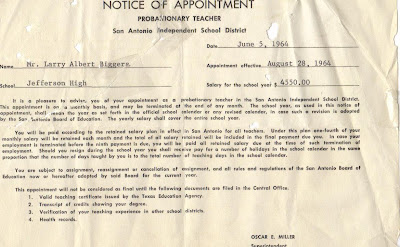 NOTICE OF APPOINTMENT
PROBATIONARY TEACHER
San Antonio Independent School District
Date June 5, 1964
Name Mr. Larry Albert Biggers Appointment effective August 28, 1964
School Jefferson High Salary for the school year $4330.00
It is a pleasure to advise you of your appointment as a probationary teacher in the San Antonio Independent School District.
This appointment is on a monthly basis, and may be terminated at the end of any month. The school year, as used in this notice of
appointment, shall mean the year as set forth in the official school calendar or any revised calendar, in case such a revision is adopted
by the San Antonio Board of Education. The yearly salary shall cover the entire school year.
You will be paid according to the retained salary plan in effect in San Antonio for all teachers. Under this plan one-fourth of your
monthly salary will be retained each month and the total of all salary retained will be included in the final payment due you. In case your
employment is terminated before the ninth payment is due, you will be paid all retained salary due at the time of such termination of
employment. Should you resign during the school year you shall receive pay for a number of holidays in the school calendar in the same
proportion that the number of days taught by you is to the total number of teaching days in the school calendar.
You are subject to assignment, reassignment or cancellation of assignment, and all rules and regulations of the San Antonio Board of
Education now or hereafter adopted by said Board for the current year.
This appointment will not be considered as final until the following documents are filed in the Central Office.
1. Valid teaching certificate issued by the Texas Education Agency.
2. Transcript of credits showing your degree.
3. Verification of your teaching experience in other school districts.
4. Health records.
OSCAR E. MILLER
Superintendent